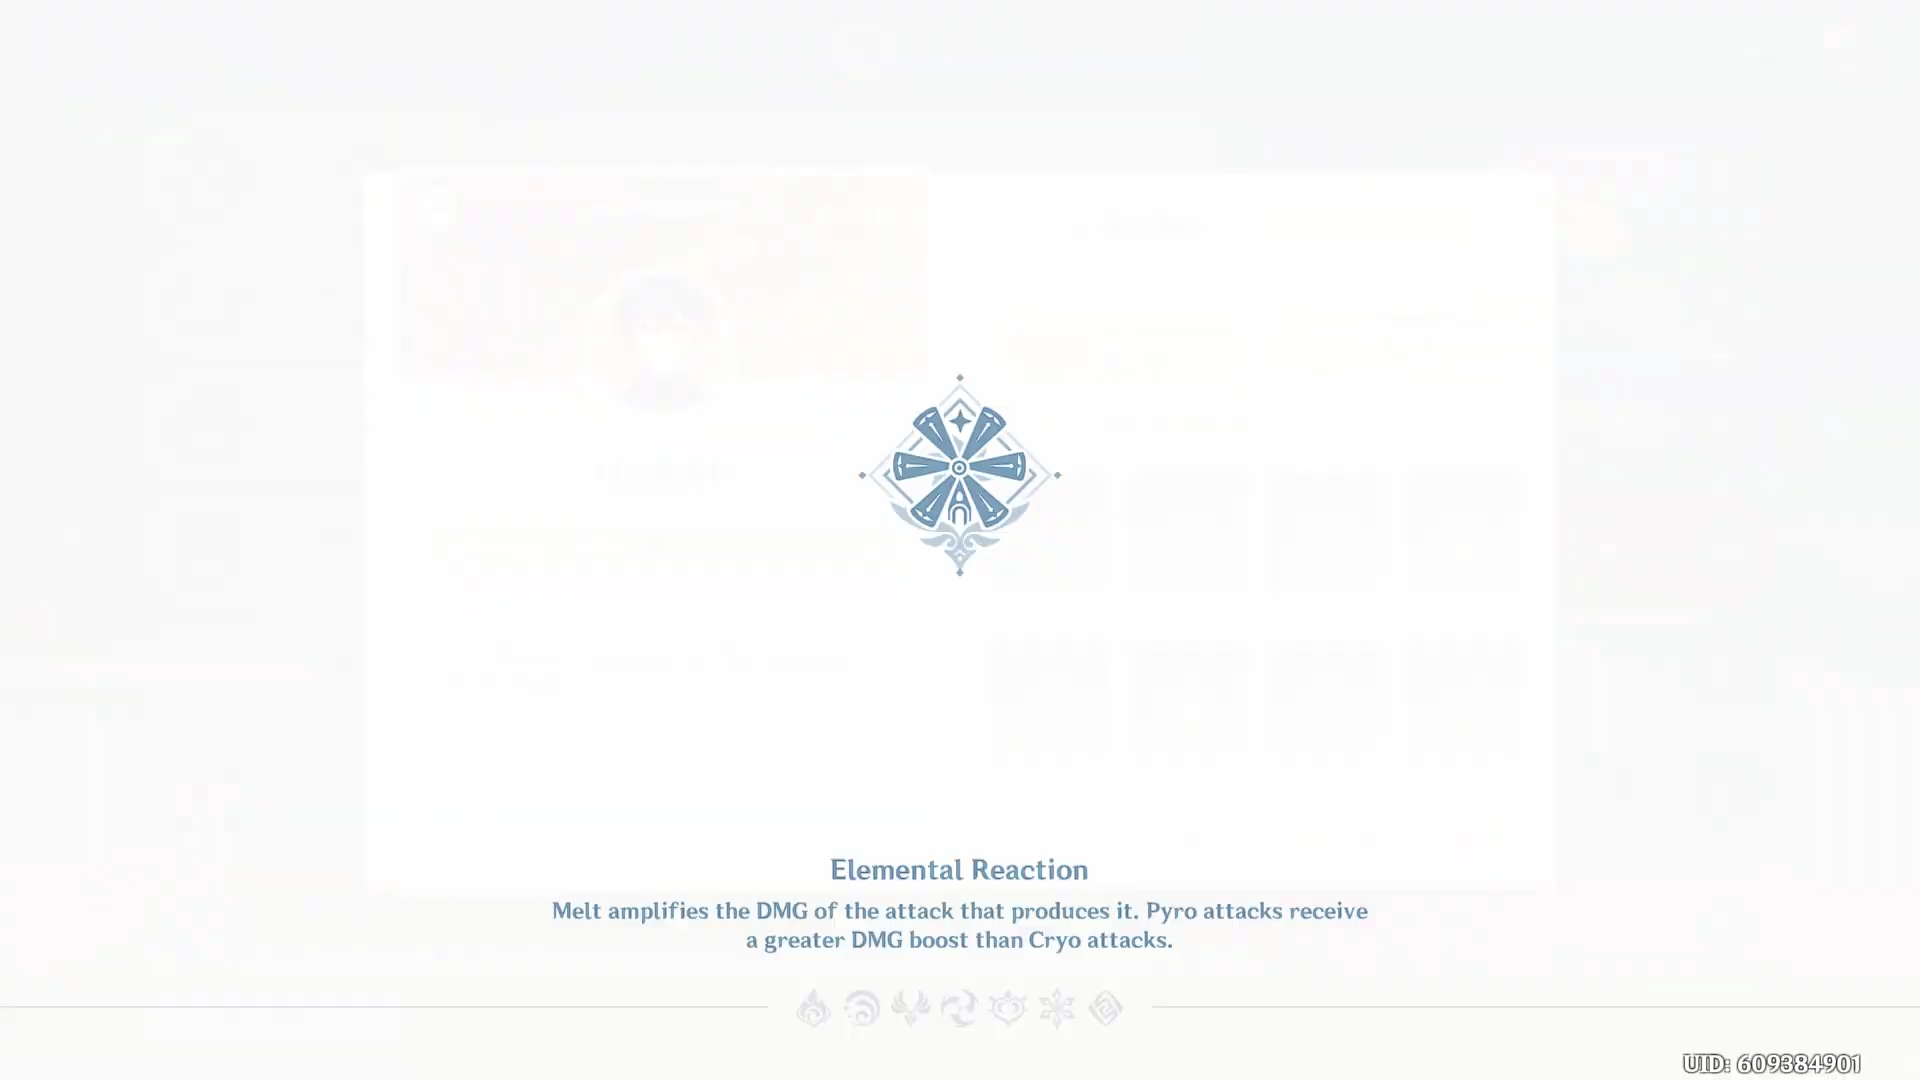 Elemental Reaction
Melt amplifies the DMG of the attack that produces it. Pyro attacks receive
a greater DMG boost than Cryo attacks.
UID: 609384901